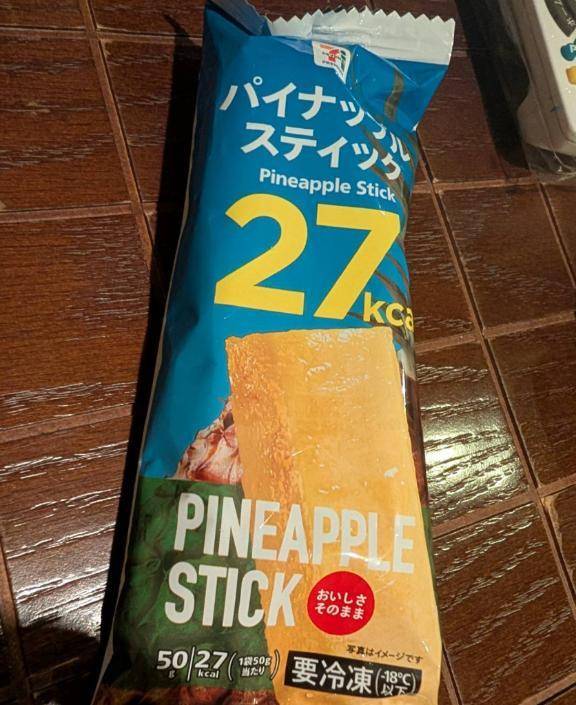 パイナップル
スティック
Pineapple Stick
27
kcal
PINEAPPLE
STICK
おいしさ
そのまま
写真はイメージです
50g 27kcal (1袋50g当たり)
要冷凍 (-18℃以下)